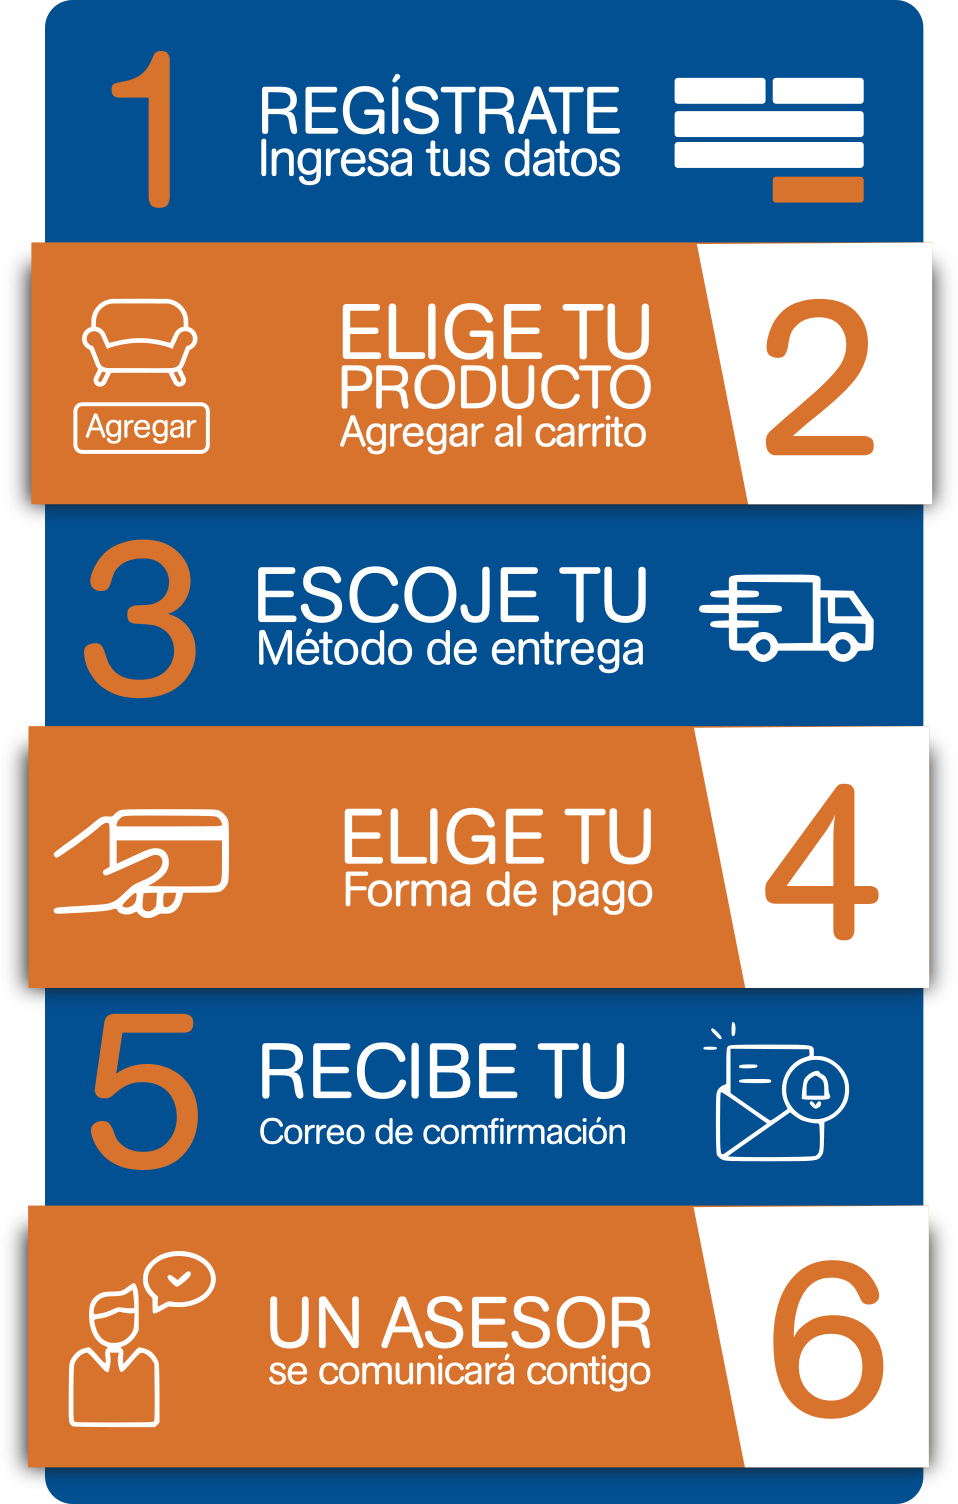 1
REGÍSTRATE
Ingresa tus datos
Agregar
ELIGE TU
PRODUCTO
Agregar al carrito
2
3
ESCOJE TU
Método de entrega
ELIGE TU
Forma de pago
4
5
RECIBE TU
Correo de comfirmación
UN ASESOR
se comunicará contigo
6